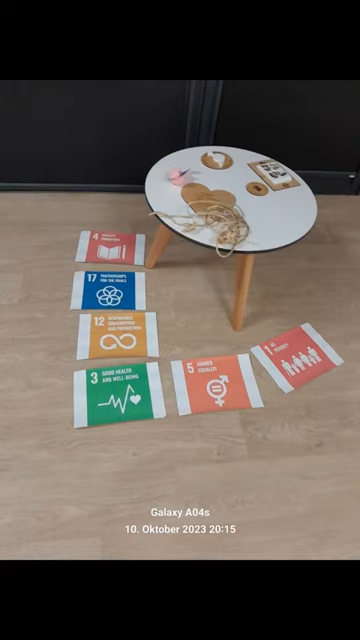 4 QUALITY
EDUCATION
17 PARTNERSHIPS
FOR THE GOALS
12 RESPONSIBLE
CONSUMPTION
AND PRODUCTION
3 GOOD HEALTH
AND WELL-BEING
5 GENDER
EQUALITY
1 NO
POVERTY
Galaxy A04s
10. Oktober 2023 20:15